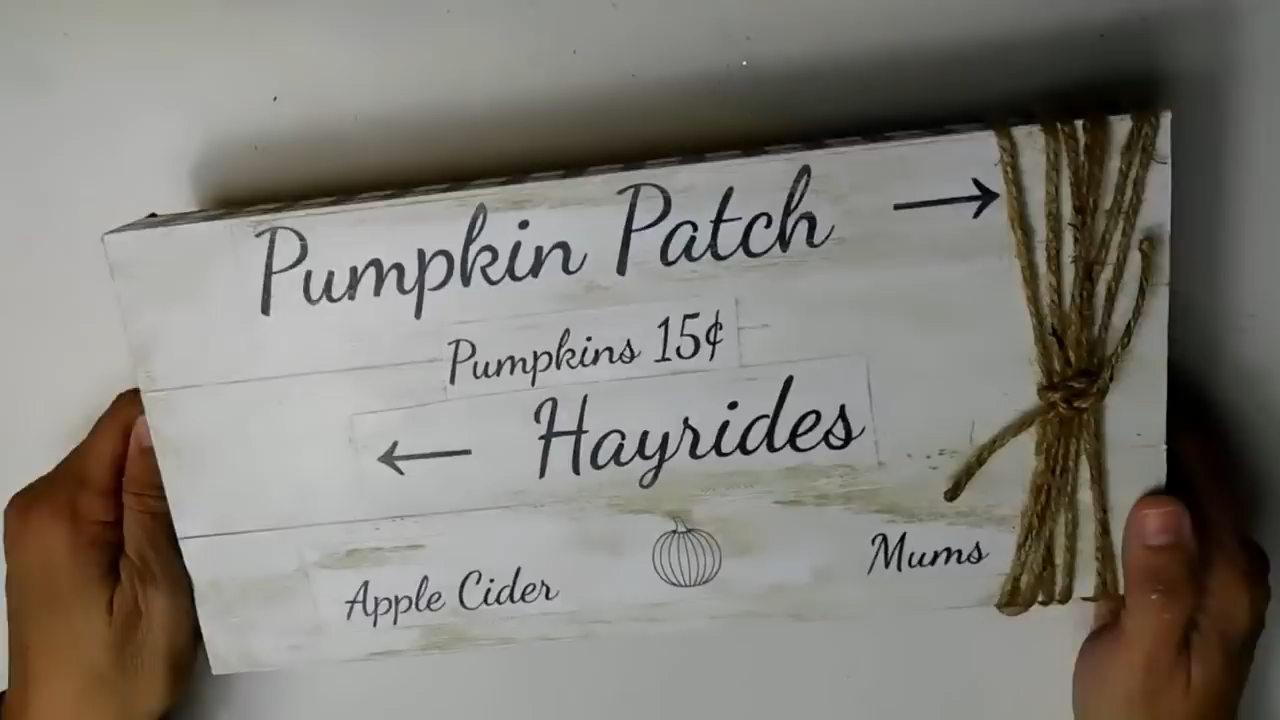 Pumpkin Patch →
Pumpkins 15¢
← Hayrides
Apple Cider
Mums